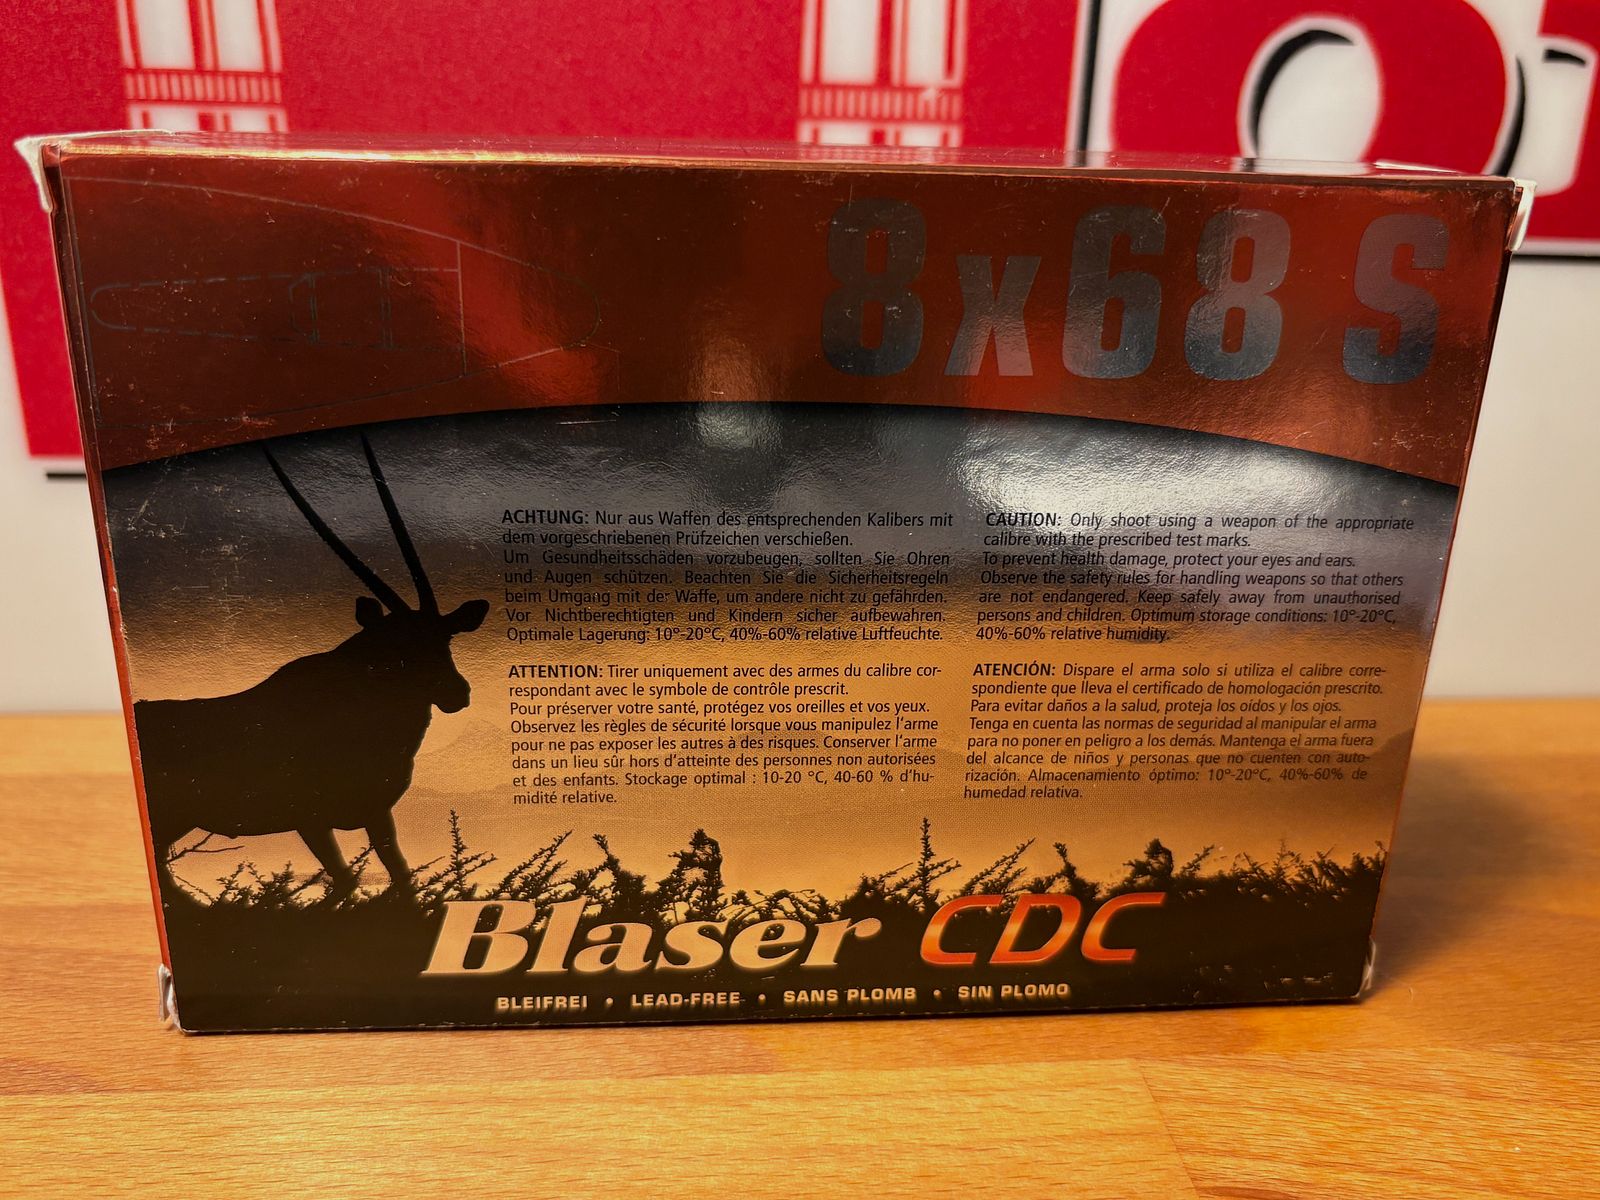 8x68 S
ACHTUNG: Nur aus Waffen des entsprechenden Kalibers mit
dem vorgeschriebenen Prüfzeichen verschießen.
Um Gesundheitsschäden vorzubeugen, sollten Sie Ohren
und Augen schützen. Beachten Sie die Sicherheitsregeln
beim Umgang mit der Waffe, um andere nicht zu gefährden.
Vor Nichtberechtigten und Kindern sicher aufbewahren.
Optimale Lagerung: 10°-20°C, 40%-60% relative Luftfeuchte.
CAUTION: Only shoot using a weapon of the appropriate
calibre with the prescribed test marks.
To prevent health damage, protect your eyes and ears.
Observe the safety rules for handling weapons so that others
are not endangered. Keep safely away from unauthorised
persons and children. Optimum storage conditions: 10°-20°C,
40%-60% relative humidity.
ATTENTION: Tirer uniquement avec des armes du calibre cor-
respondant avec le symbole de contrôle prescrit.
Pour préserver votre santé, protégez vos oreilles et vos yeux.
Observez les règles de sécurité lorsque vous manipulez l'arme
pour ne pas exposer les autres à des risques. Conserver l'arme
dans un lieu sûr hors d'atteinte des personnes non autorisées
et des enfants. Stockage optimal : 10-20 °C, 40-60 % d'hu-
midité relative.
ATENCIÓN: Dispare el arma solo si utiliza el calibre corre-
spondiente que lleva el certificado de homologación prescrito.
Para evitar daños a la salud, proteja los oídos y los ojos.
Tenga en cuenta las normas de seguridad al manipular el arma
para no poner en peligro a los demás. Mantenga el arma fuera
del alcance de niños y personas que no cuenten con auto-
rización. Almacenamiento óptimo: 10°-20°C, 40%-60% de
humedad relativa.
Blaser CDC
BLEIFREI • LEAD-FREE • SANS PLOMB • SIN PLOMO